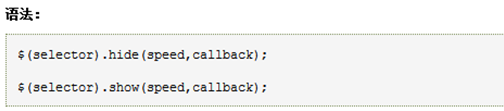 语法：
$(selector).hide(speed,callback);
$(selector).show(speed,callback);